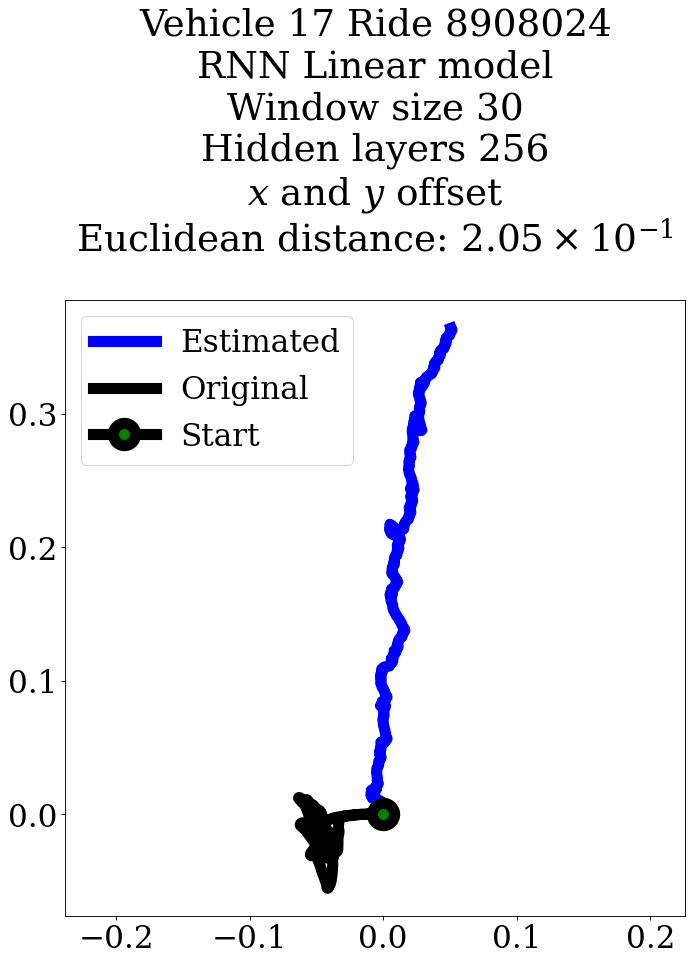 Vehicle 17 Ride 8908024
RNN Linear model
Window size 30
Hidden layers 256
x and y offset
Euclidean distance: 2.05 × 10⁻¹
Estimated
Original
Start
0.3
0.2
0.1
0.0
−0.2 −0.1 0.0 0.1 0.2